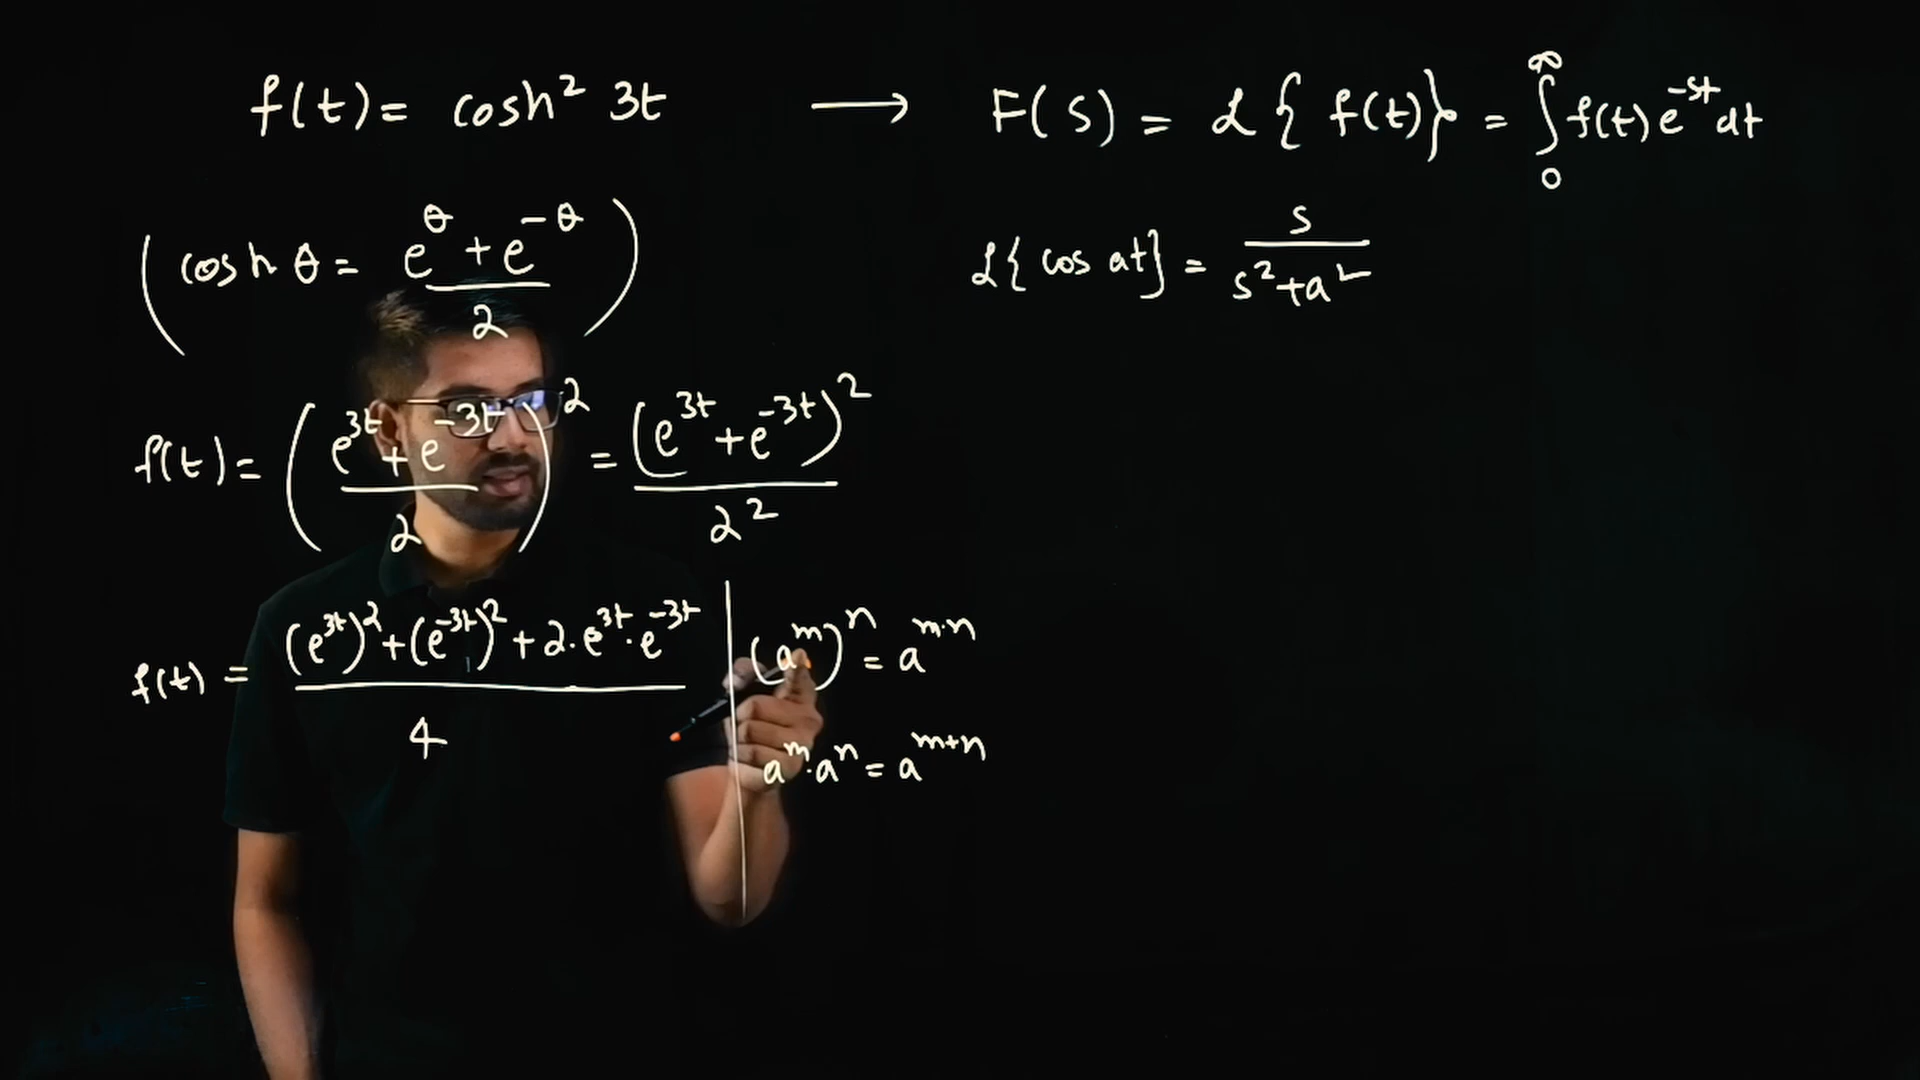 f(t) = cosh² 3t ⟶ F(s) = ℒ{ f(t)} = ∫₀^∞ f(t) e^{-st} dt
(cosh θ = (e^θ + e^{-θ})/2)
ℒ{ cos at} = s/(s²+a²)
f(t) = ((e^{3t} + e^{-3t})/2)² = (e^{3t} + e^{-3t})²/2²
f(t) = ((e^{3t})² + (e^{-3t})² + 2·e^{3t}·e^{-3t})/4
(a^m)^n = a^{m·n}
a^m·a^n = a^{m+n}